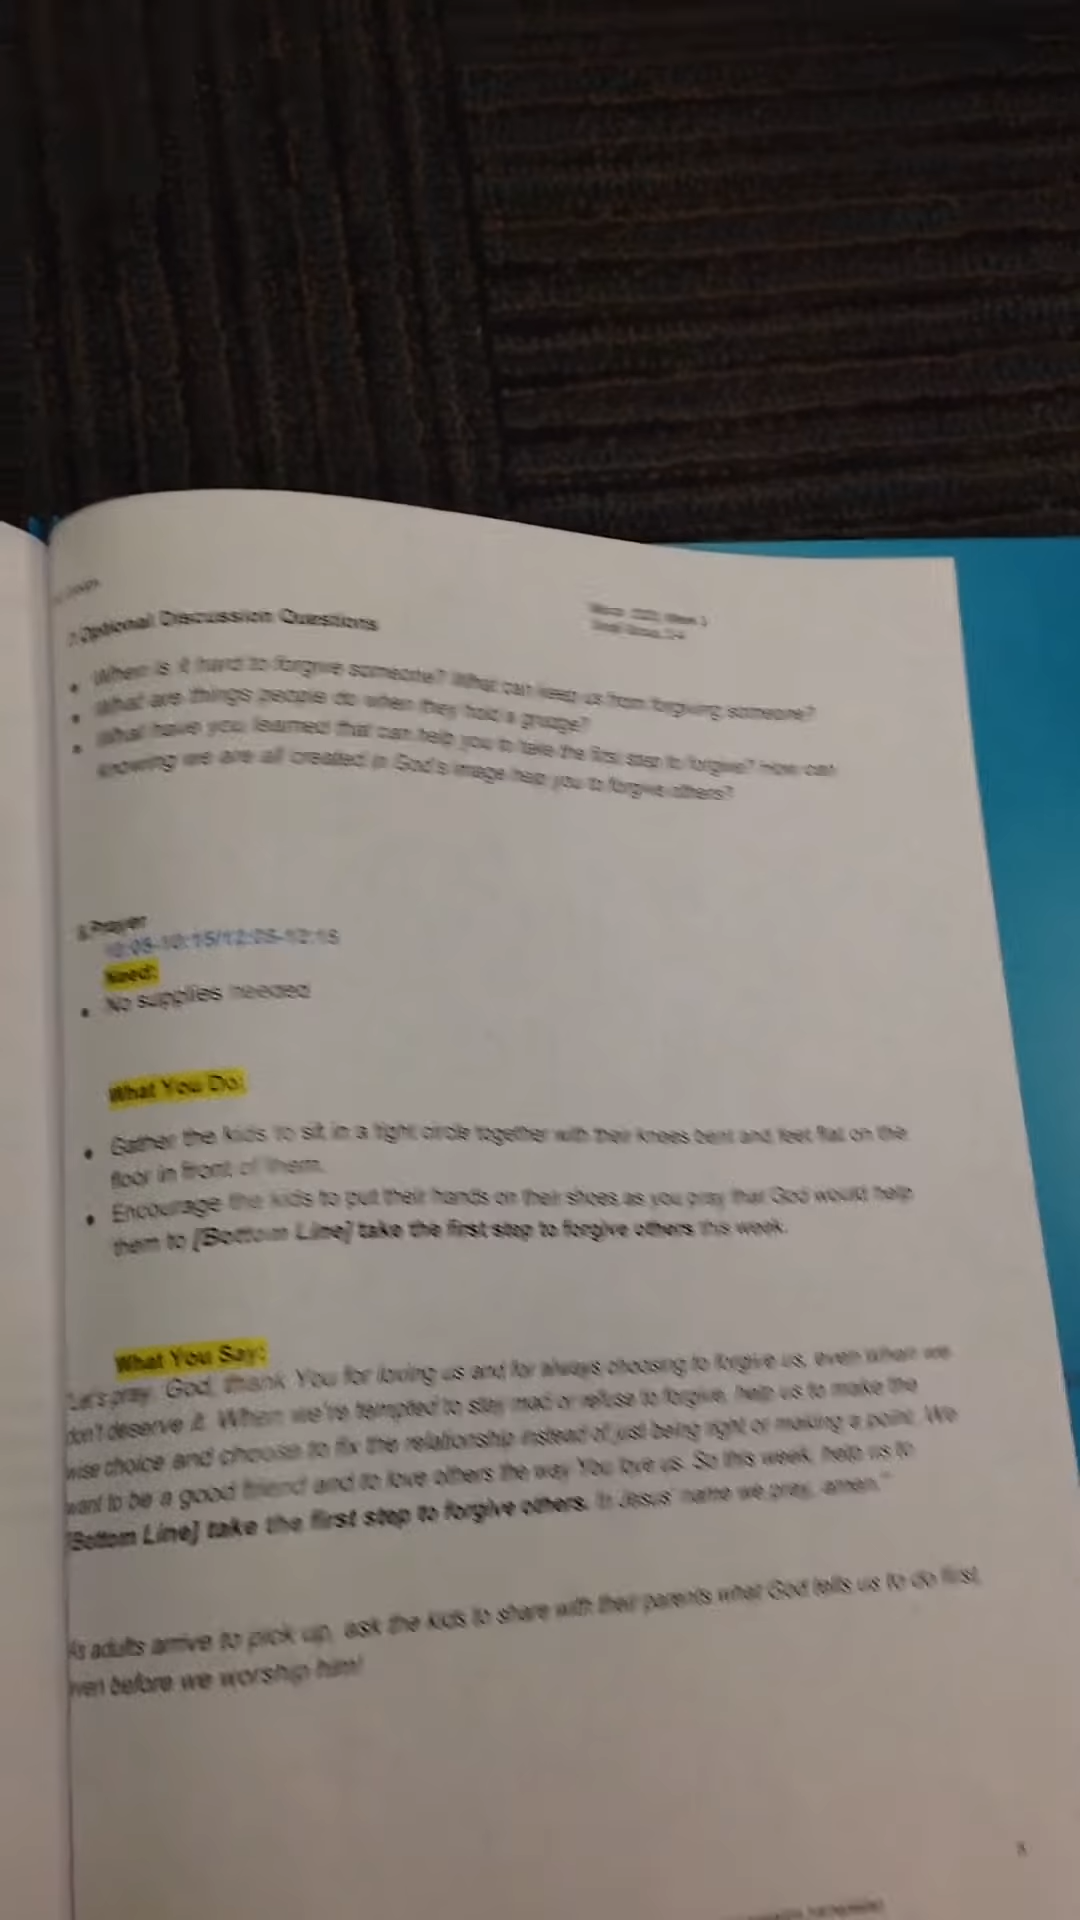 Optional Discussion Questions
• When is it hard to forgive someone? What can keep us from forgiving someone?
• What are things people do when they hold a grudge?
• What have you learned that can help you to take the first step to forgive? How can
knowing we are all created in God's image help you to forgive others?
Prayer
10:05-10:15/12:05-12:15
Need:
• No supplies needed
What You Do:
• Gather the kids to sit in a tight circle together with their knees bent and feet flat on the
floor in front of them.
• Encourage the kids to put their hands on their shoes as you pray that God would help
them to [Bottom Line] take the first step to forgive others this week.
What You Say:
"Let's pray. God, thank You for loving us and for always choosing to forgive us, even when we
don't deserve it. When we're tempted to stay mad or refuse to forgive, help us to make the
wise choice and choose to fix the relationship instead of just being right or making a point. We
want to be a good friend and to love others the way You love us. So this week, help us to
[Bottom Line] take the first step to forgive others. In Jesus' name we pray, amen."
As adults arrive to pick up, ask the kids to share with their parents what God tells us to do first,
even before we worship him!